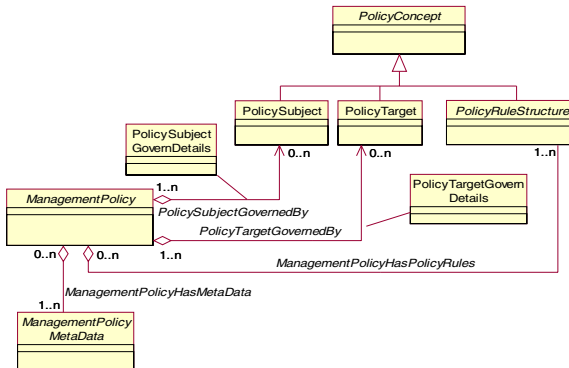 PolicyConcept
PolicySubject
PolicyTarget
PolicyRuleStructure
PolicySubject
GovernDetails
0..n
0..n
1..n
PolicyTargetGovern
Details
1..n
ManagementPolicy
PolicySubjectGovernedBy
PolicyTargetGovernedBy
1..n
0..n
0..n
ManagementPolicyHasPolicyRules
ManagementPolicyHasMetaData
1..n
ManagementPolicy
MetaData